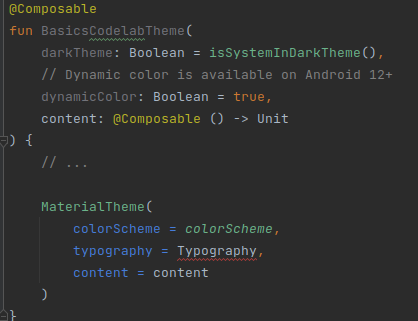 @Composable
fun BasicsCodelabTheme(
    darkTheme: Boolean = isSystemInDarkTheme(),
    // Dynamic color is available on Android 12+
    dynamicColor: Boolean = true,
    content: @Composable () -> Unit
) {
    // ...
    MaterialTheme(
        colorScheme = colorScheme,
        typography = Typography,
        content = content
    )
}